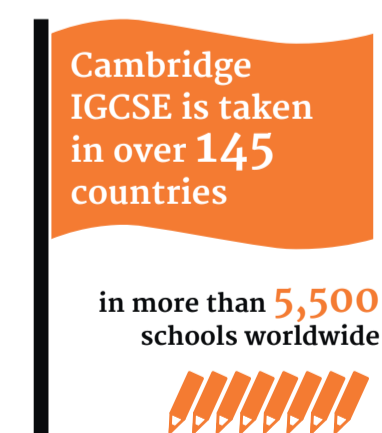 Cambridge
IGCSE is taken
in over 145
countries
in more than 5,500
schools worldwide